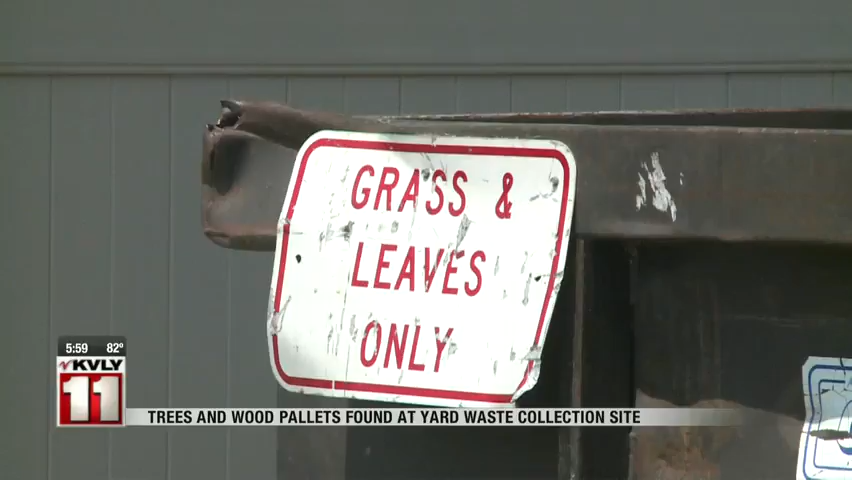 GRASS &
LEAVES
ONLY
5:59 82°
KVLY
11
TREES AND WOOD PALLETS FOUND AT YARD WASTE COLLECTION SITE